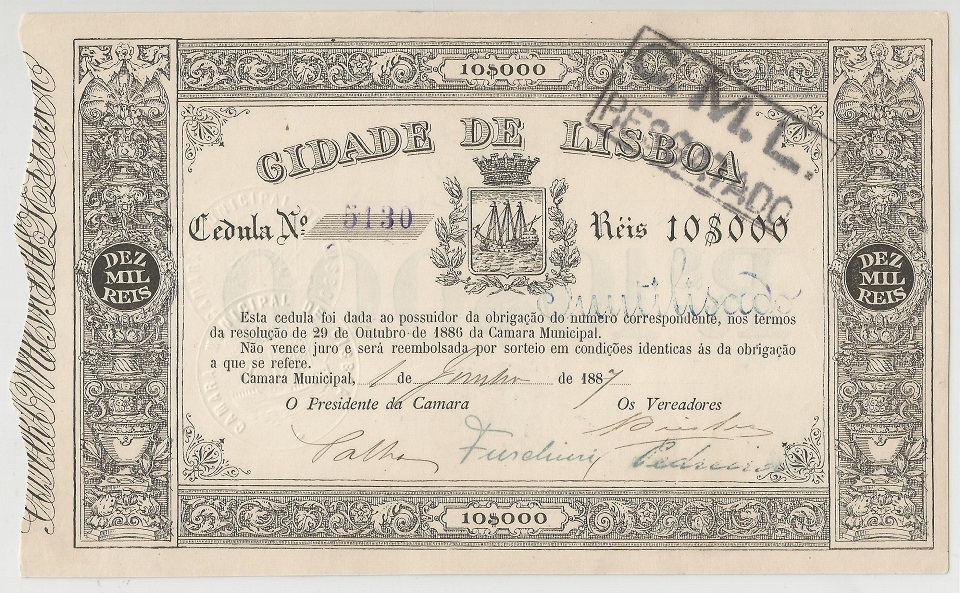 10$000
C. M. L.
RESGATADO
CIDADE DE LISBOA
Cedula Nº 5130
Réis 10$000
DEZ
MIL
REIS
DEZ
MIL
REIS
Inutilisado
Esta cedula foi dada ao possuidor da obrigação do numero correspondente, nos termos
da resolução de 29 de Outubro de 1886 da Camara Municipal.
Não vence juro e será reembolsada por sorteio em condições identicas ás da obrigação
a que se refere.
Camara Municipal, 1 de Junho de 1887
O Presidente da Camara
Os Vereadores
10$000